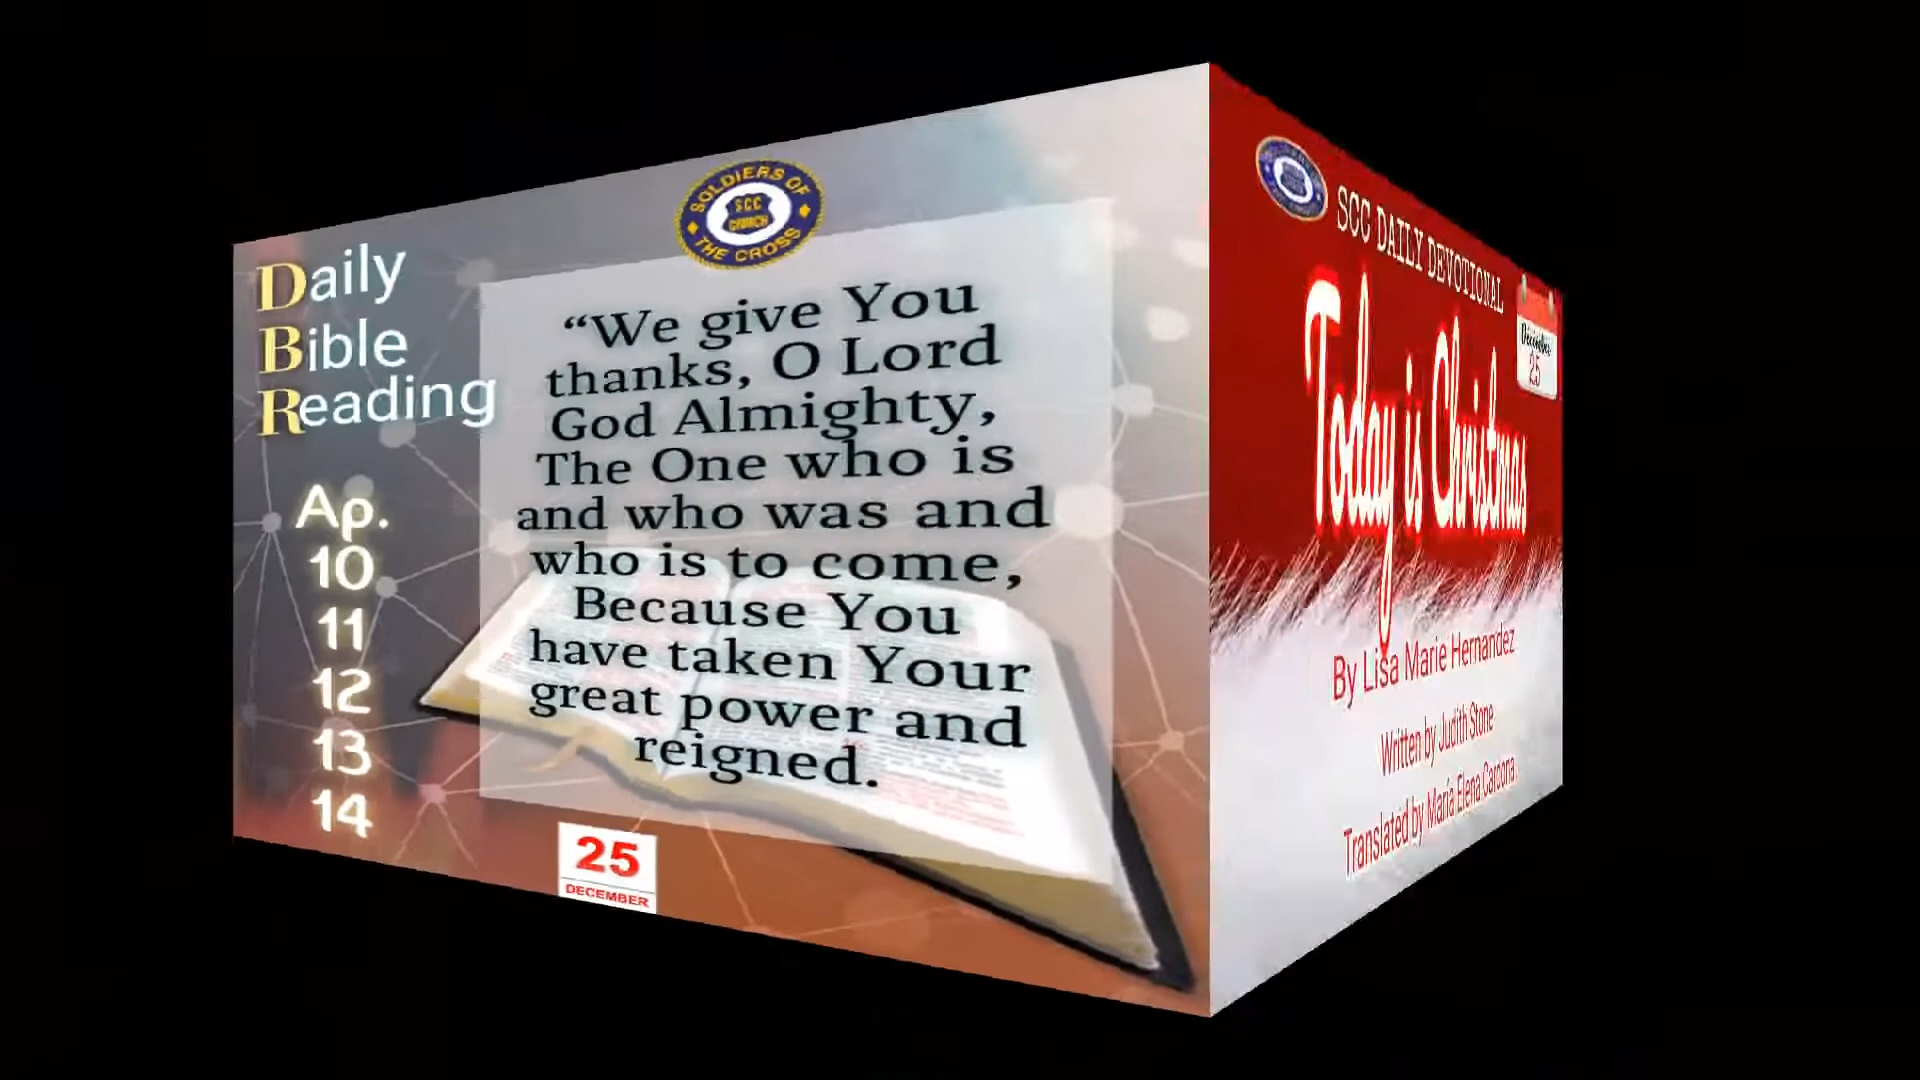 Daily
Bible
Reading
Ap.
10
11
12
13
14
SOLDIERS OF
SCC
CHURCH
THE CROSS
“We give You
thanks, O Lord
God Almighty,
The One who is
and who was and
who is to come,
Because You
have taken Your
great power and
reigned.
25
DECEMBER
SCC DAILY DEVOTIONAL
December
25
Today is Christmas
By Lisa Marie Hernandez
Written by Judith Stone
Translated by María Elena Cardona